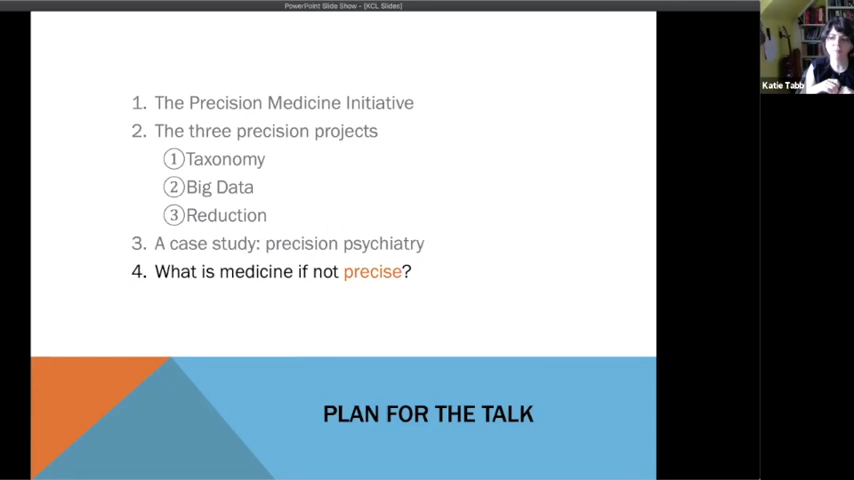 PowerPoint Slide Show - [KCL Slides]
1. The Precision Medicine Initiative
2. The three precision projects
① Taxonomy
② Big Data
③ Reduction
3. A case study: precision psychiatry
4. What is medicine if not precise?
PLAN FOR THE TALK
Katie Tabb